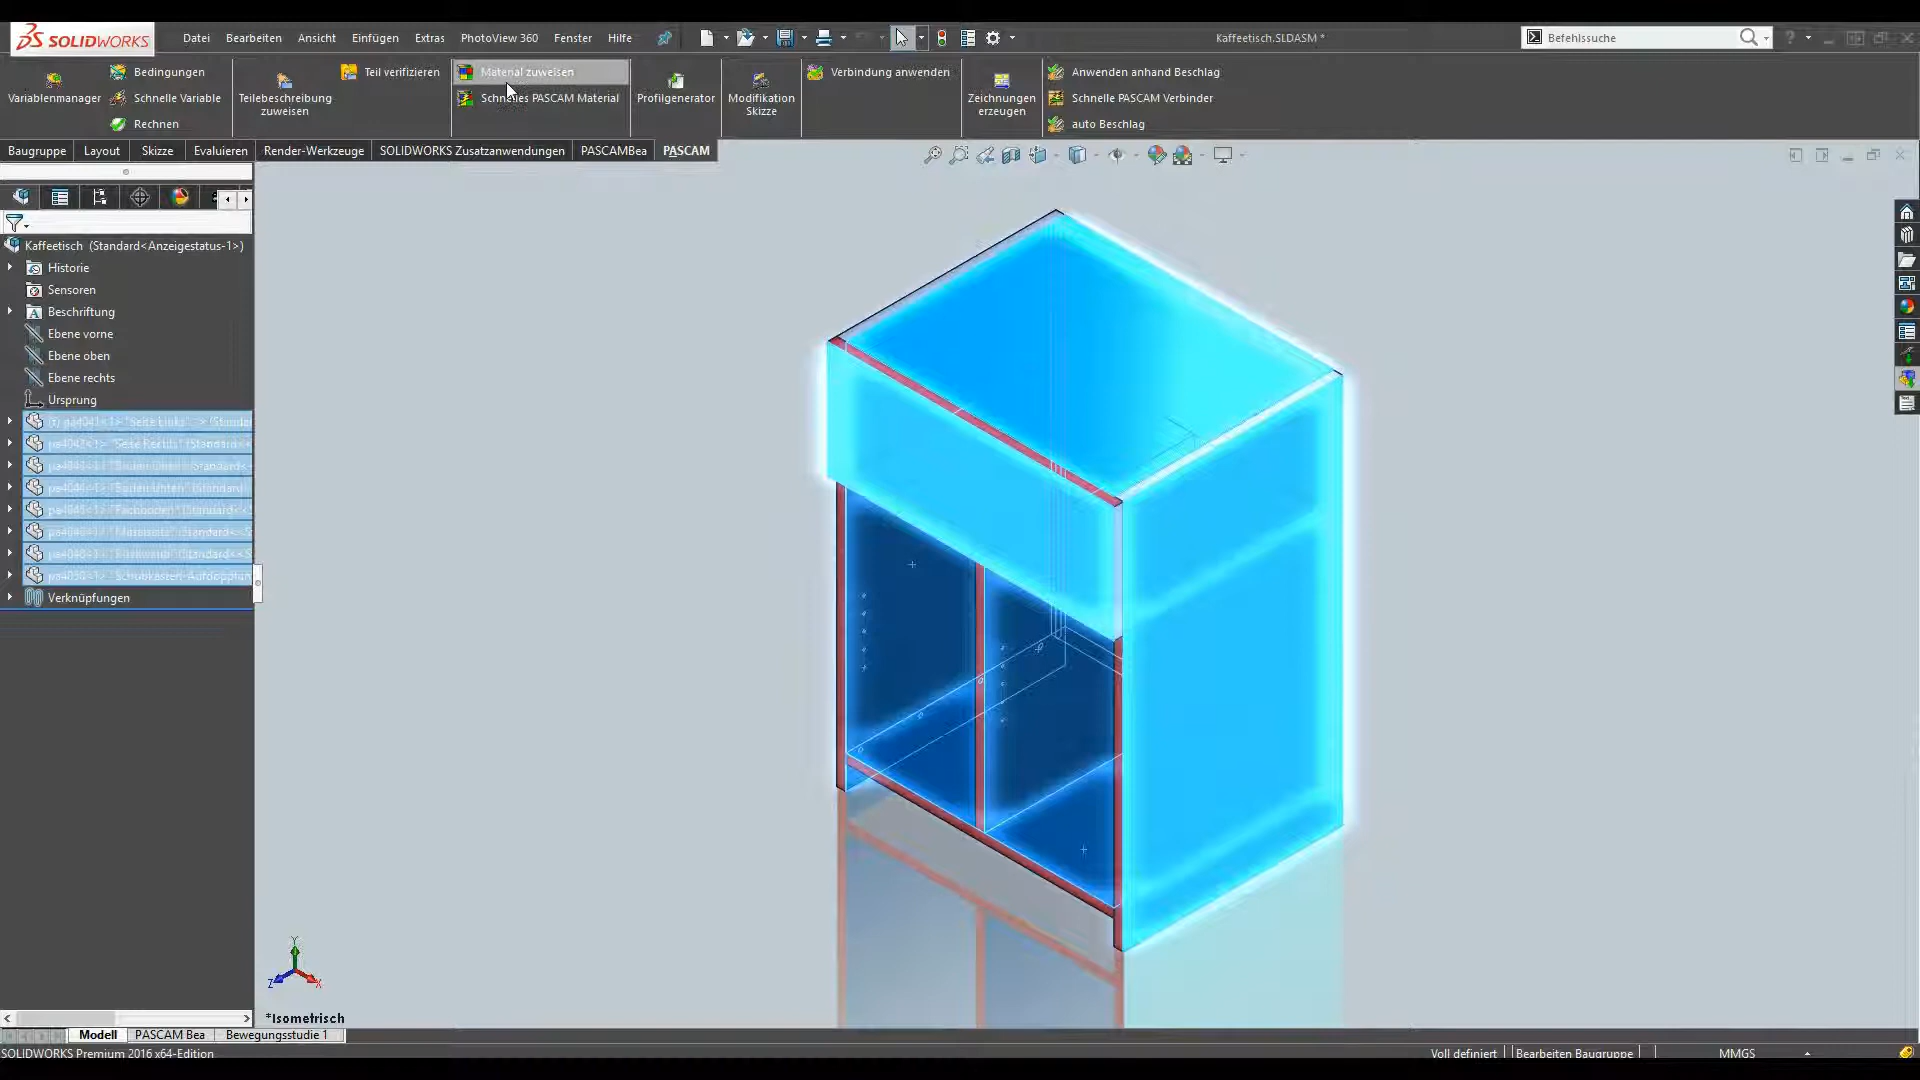 SOLIDWORKS
Datei Bearbeiten Ansicht Einfügen Extras PhotoView 360 Fenster Hilfe
Kaffeetisch.SLDASM *
Befehlssuche
Variablenmanager
Bedingungen
Schnelle Variable
Rechnen
Teilebeschreibung
zuweisen
Teil verifizieren
Material zuweisen
Schnelles PASCAM Material
Profilgenerator
Modifikation
Skizze
Verbindung anwenden
Zeichnungen
erzeugen
Anwenden anhand Beschlag
Schnelle PASCAM Verbinder
auto Beschlag
Baugruppe Layout Skizze Evaluieren Render-Werkzeuge SOLIDWORKS Zusatzanwendungen PASCAMBea PASCAM
Kaffeetisch (Standard<Anzeigestatus-1>)
Historie
Sensoren
Beschriftung
Ebene vorne
Ebene oben
Ebene rechts
Ursprung
Verknüpfungen
Y
Z
X
*Isometrisch
Modell PASCAM Bea Bewegungsstudie 1
SOLIDWORKS Premium 2016 x64-Edition
Voll definiert Bearbeiten Baugruppe MMGS